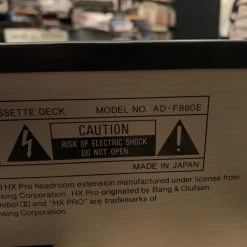 SSETTE DECK MODEL NO. AD-F880E
CAUTION
RISK OF ELECTRIC SHOCK
DO NOT OPEN
MADE IN JAPAN
d HX Pro headroom extension manufactured under license from
nsing Corporation. HX Pro originated by Bang & Olufsen
mbol and "HX PRO" are trademarks of
nsing Corporation.